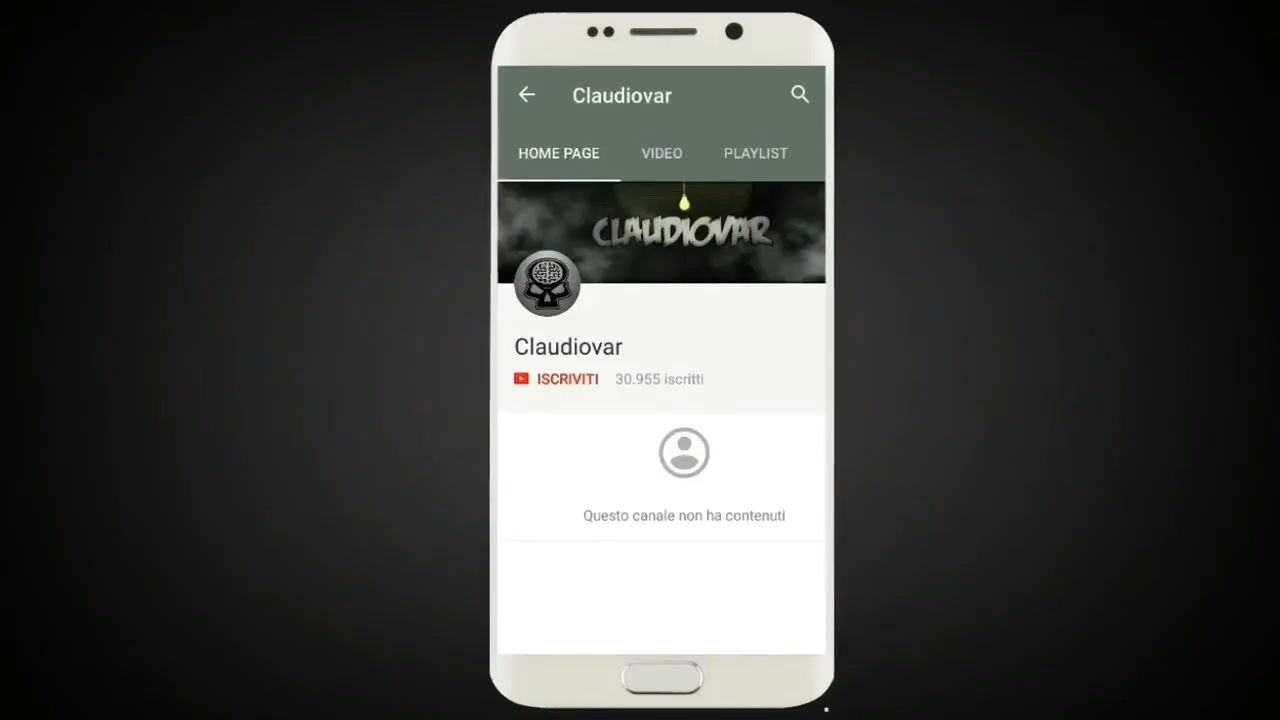 Claudiovar
HOME PAGE VIDEO PLAYLIST
CLAUDIOVAR
Claudiovar
ISCRIVITI 30.955 iscritti
Questo canale non ha contenuti